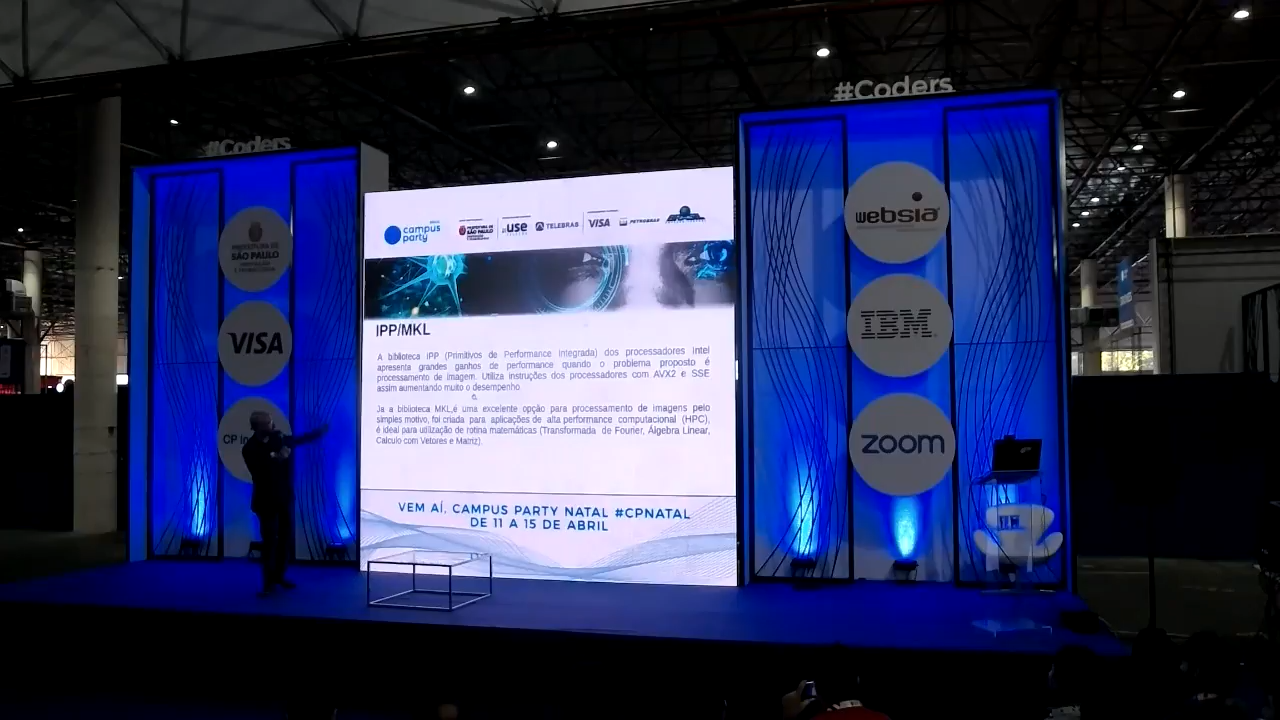 #Coders
#Coders
PREFEITURA DE
SÃO PAULO
VISA
CP
campus
party
PREFEITURA DE
SÃO PAULO
USE
TELEBRAS
VISA
PETROBRAS
IPP/MKL
A biblioteca IPP (Primitivos de Performance Integrada) dos processadores Intel
apresenta grandes ganhos de performance quando o problema proposto é
processamento de imagem. Utiliza instruções dos processadores com AVX2 e SSE
assim aumentando muito o desempenho
Ja a biblioteca MKL,é uma excelente opção para processamento de imagens pelo
simples motivo, foi criada para aplicações de alta performance computacional (HPC),
é ideal para utilização de rotina matemáticas (Transformada de Fourier, Álgebra Linear,
Calculo com Vetores e Matriz).
VEM AÍ, CAMPUS PARTY NATAL #CPNATAL
DE 11 A 15 DE ABRIL
websia
IBM
zoom